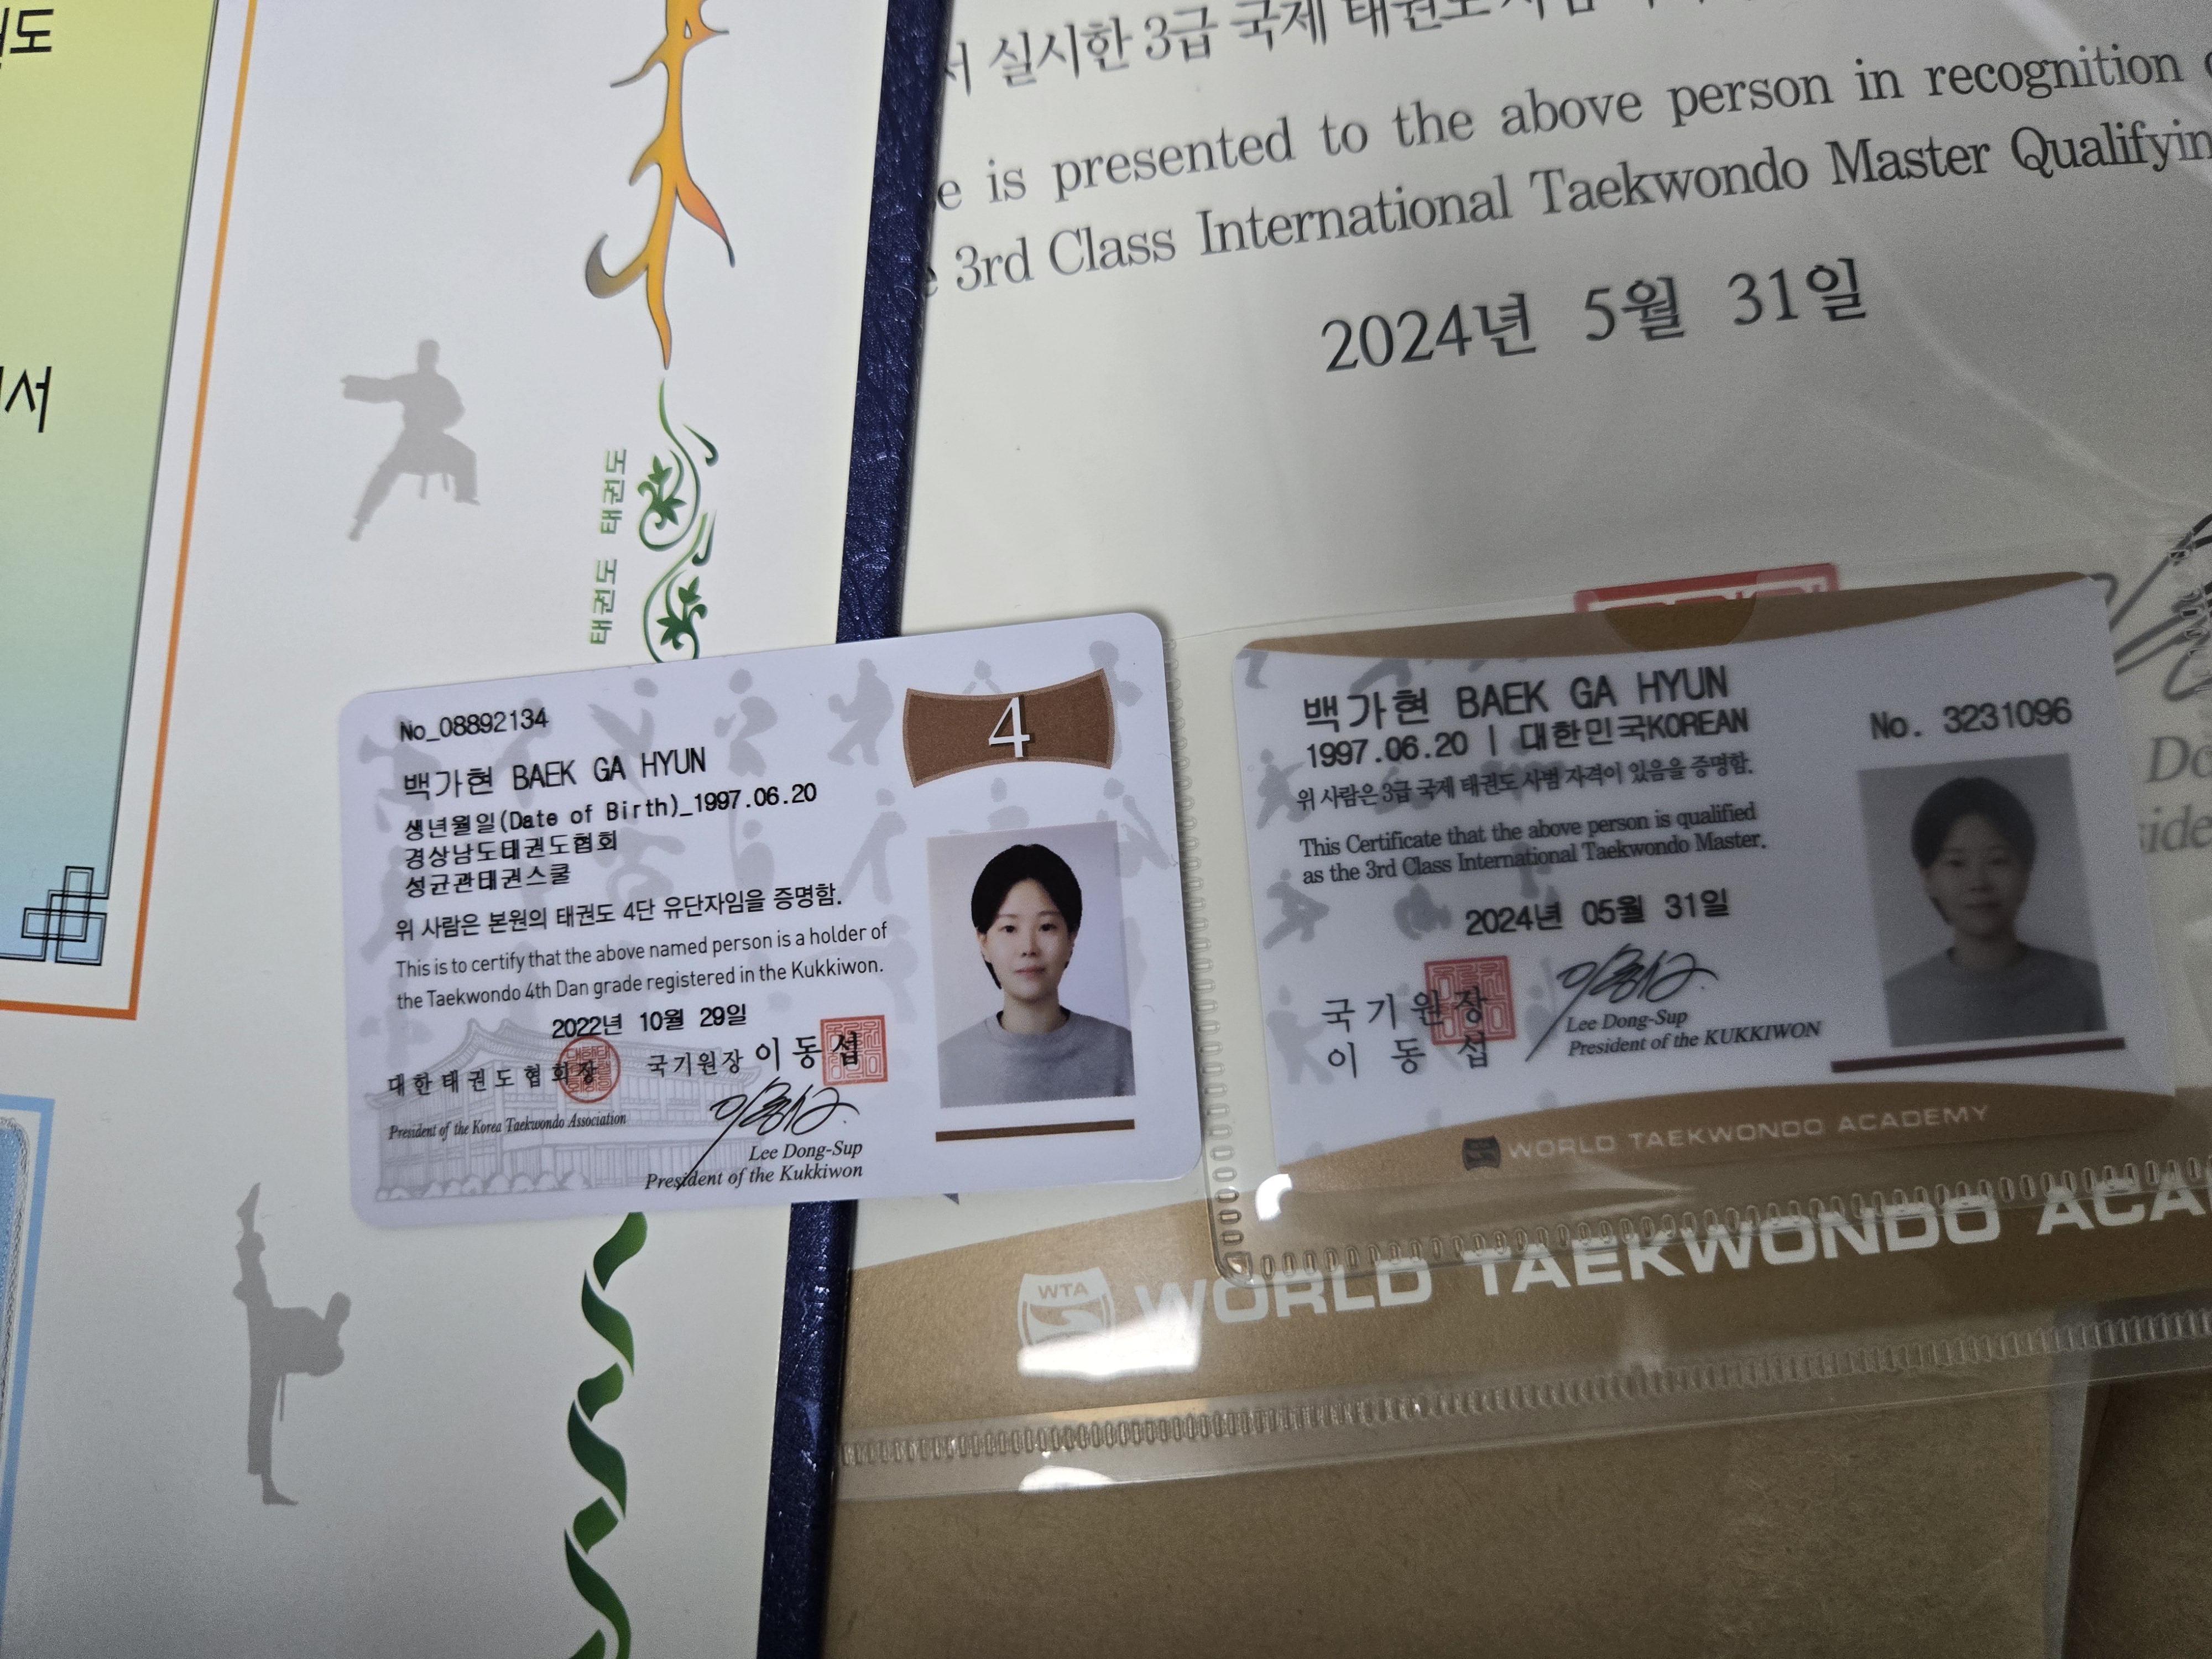 도
서
태권도 태권도
서 실시한 3급 국제 태권도사범
is presented to the above person in recognition
3rd Class International Taekwondo Master Qualifying
2024년 5월 31일
No_08892134
4
백가현 BAEK GA HYUN
생년월일(Date of Birth)_1997.06.20
경상남도태권도협회
성균관태권스쿨
위 사람은 본원의 태권도 4단 유단자임을 증명함.
This is to certify that the above named person is a holder of
the Taekwondo 4th Dan grade registered in the Kukkiwon.
2022년 10월 29일
대한태권도협회장 국기원장 이동섭
President of the Korea Taekwondo Association
Lee Dong-Sup
President of the Kukkiwon
백가현 BAEK GA HYUN
1997.06.20 | 대한민국KOREAN
No. 3231096
위 사람은 3급 국제 태권도 사범 자격이 있음을 증명함.
This Certificate that the above person is qualified
as the 3rd Class International Taekwondo Master.
2024년 05월 31일
국기원장
이동섭
Lee Dong-Sup
President of the KUKKIWON
WORLD TAEKWONDO ACADEMY
WTA WORLD TAEKWONDO ACA